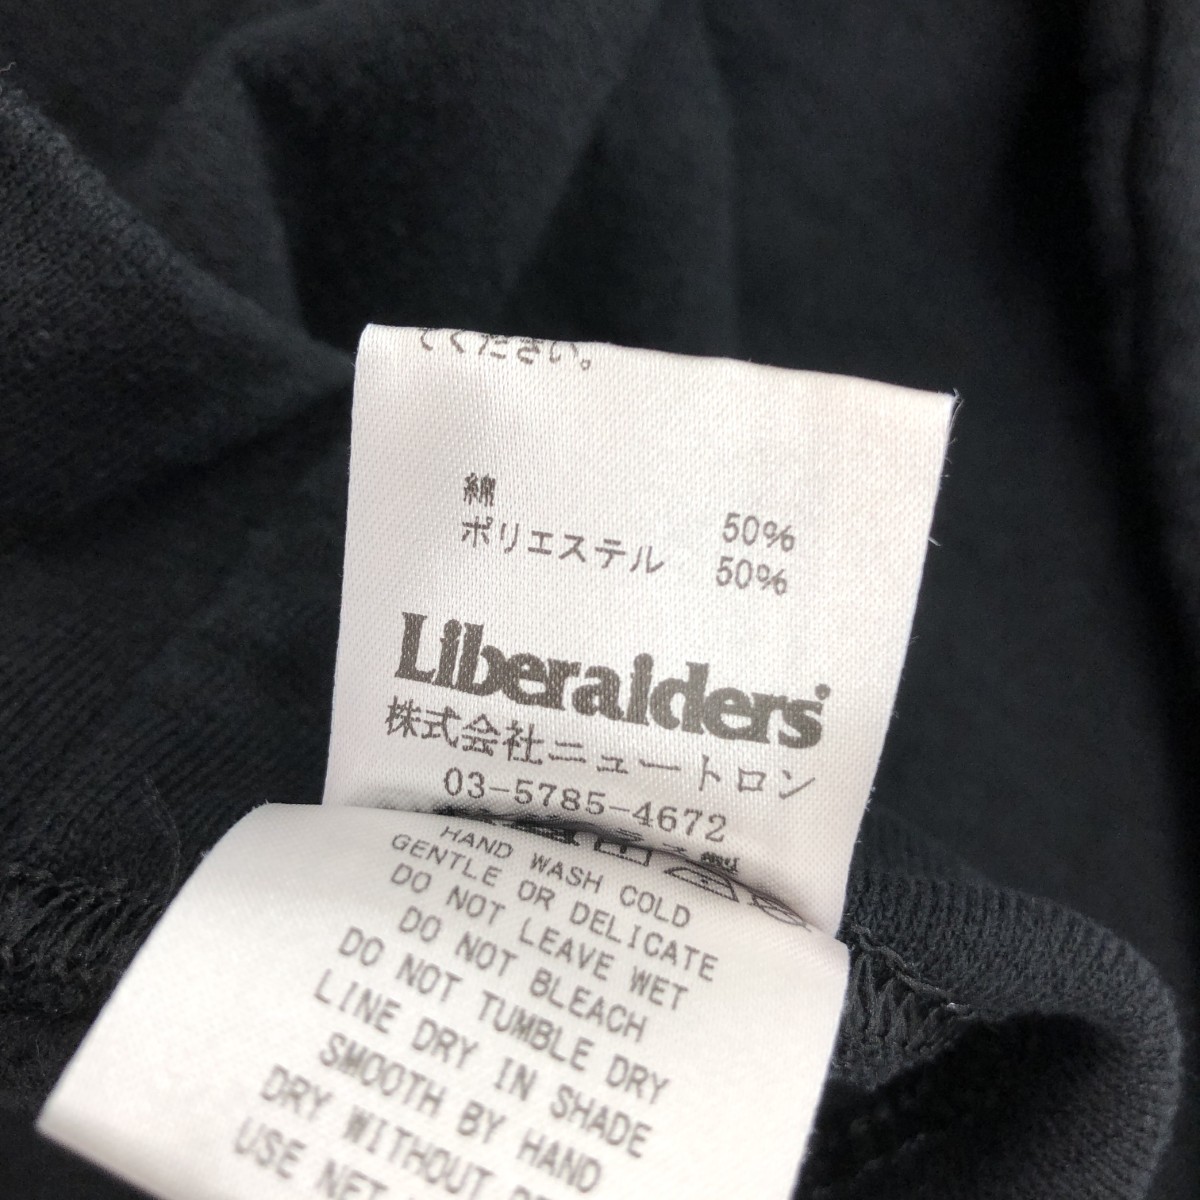 てください。
綿 50%
ポリエステル 50%
Liberaiders
株式会社ニュートロン
03-5785-4672
HAND WASH COLD
GENTLE OR DELICATE
DO NOT LEAVE WET
DO NOT BLEACH
DO NOT TUMBLE DRY
LINE DRY IN SHADE
SMOOTH BY HAND
DRY WITHOUT
USE NET